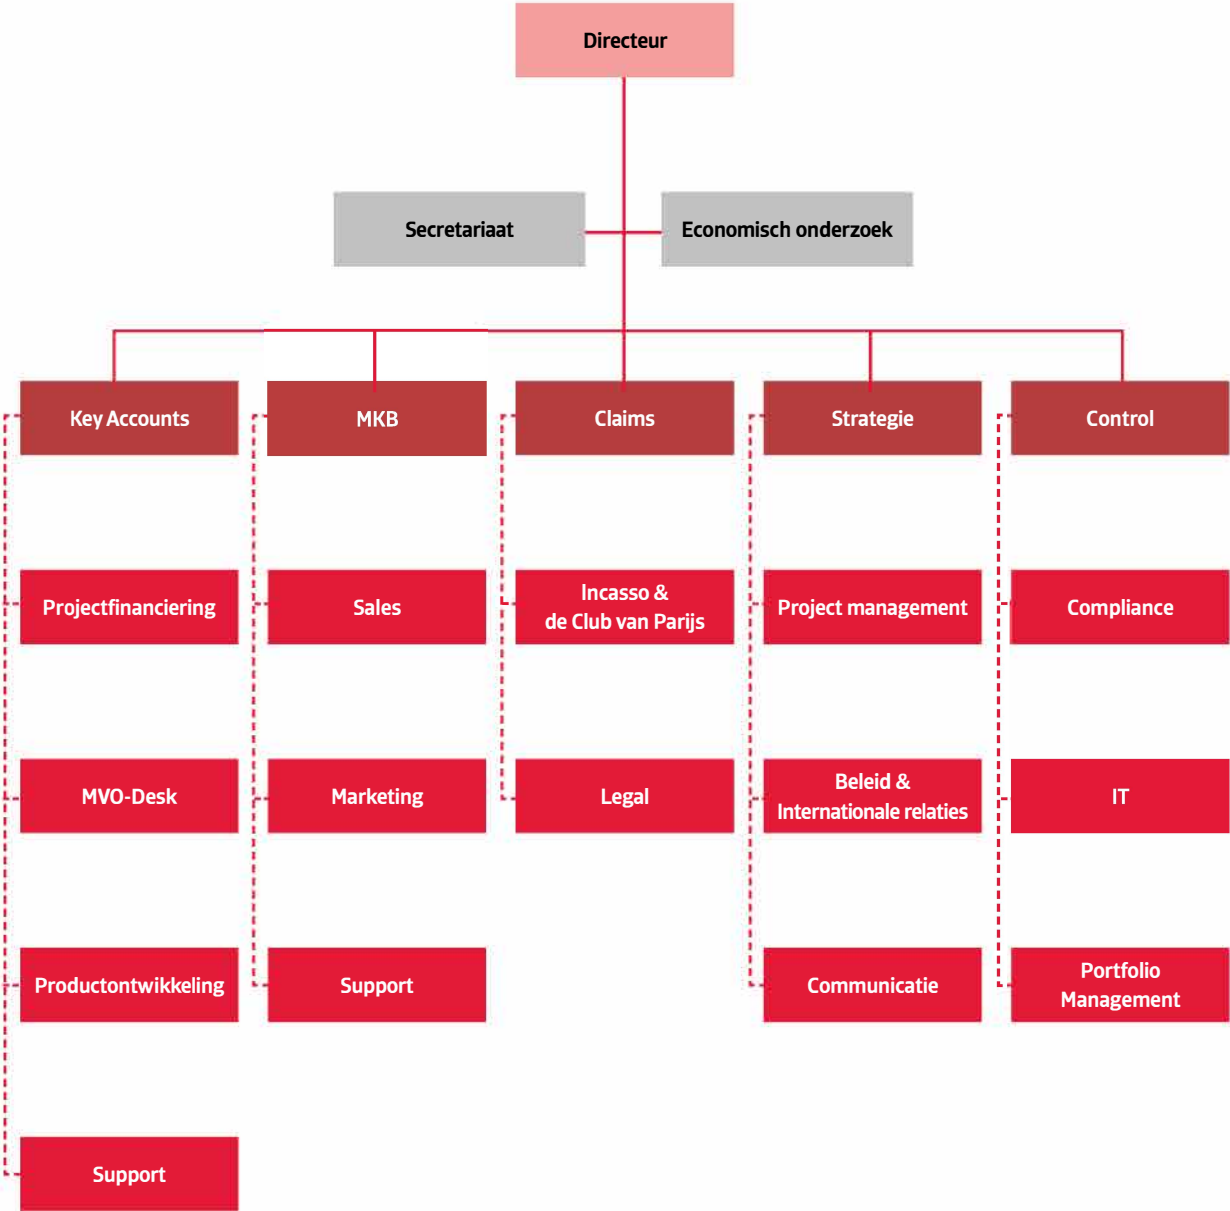 Directeur
Secretariaat
Economisch onderzoek
Key Accounts
MKB
Claims
Strategie
Control
Projectfinanciering
Sales
Incasso &
de Club van Parijs
Project management
Compliance
MVO-Desk
Marketing
Legal
Beleid &
Internationale relaties
IT
Productontwikkeling
Support
Communicatie
Portfolio
Management
Support